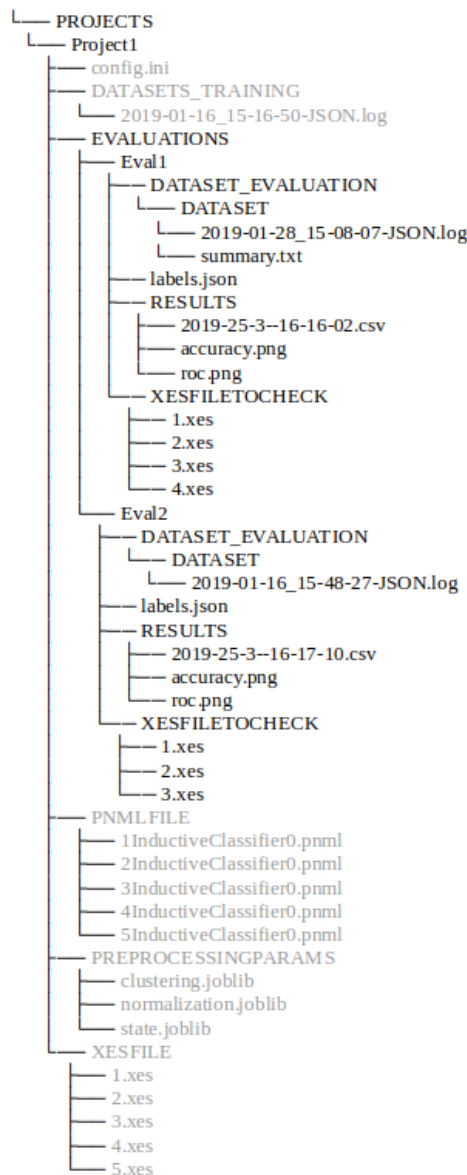 PROJECTS
Project1
config.ini
DATASETS_TRAINING
2019-01-16_15-16-50-JSON.log
EVALUATIONS
Eval1
DATASET_EVALUATION
DATASET
2019-01-28_15-08-07-JSON.log
summary.txt
labels.json
RESULTS
2019-25-3--16-16-02.csv
accuracy.png
roc.png
XESFILETOCHECK
1.xes
2.xes
3.xes
4.xes
Eval2
DATASET_EVALUATION
DATASET
2019-01-16_15-48-27-JSON.log
labels.json
RESULTS
2019-25-3--16-17-10.csv
accuracy.png
roc.png
XESFILETOCHECK
1.xes
2.xes
3.xes
PNMLFILE
1InductiveClassifier0.pnml
2InductiveClassifier0.pnml
3InductiveClassifier0.pnml
4InductiveClassifier0.pnml
5InductiveClassifier0.pnml
PREPROCESSINGPARAMS
clustering.joblib
normalization.joblib
state.joblib
XESFILE
1.xes
2.xes
3.xes
4.xes
5.xes